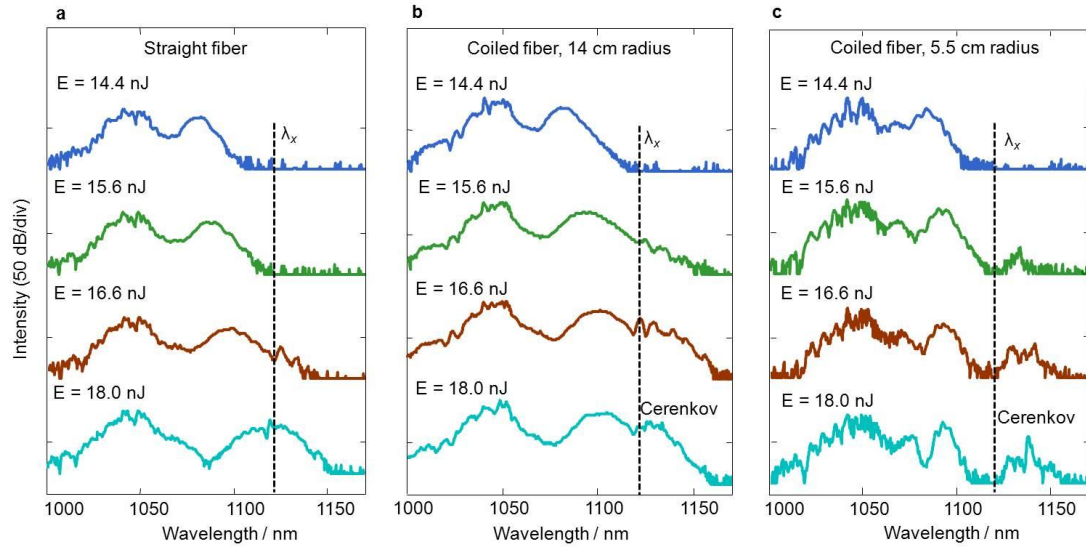 a
Straight fiber
E = 14.4 nJ
λx
E = 15.6 nJ
E = 16.6 nJ
E = 18.0 nJ
1000 1050 1100 1150
Wavelength / nm
Intensity (50 dB/div)
b
Coiled fiber, 14 cm radius
E = 14.4 nJ
λx
E = 15.6 nJ
E = 16.6 nJ
E = 18.0 nJ
Cerenkov
1000 1050 1100 1150
Wavelength / nm
c
Coiled fiber, 5.5 cm radius
E = 14.4 nJ
λx
E = 15.6 nJ
E = 16.6 nJ
E = 18.0 nJ
Cerenkov
1000 1050 1100 1150
Wavelength / nm